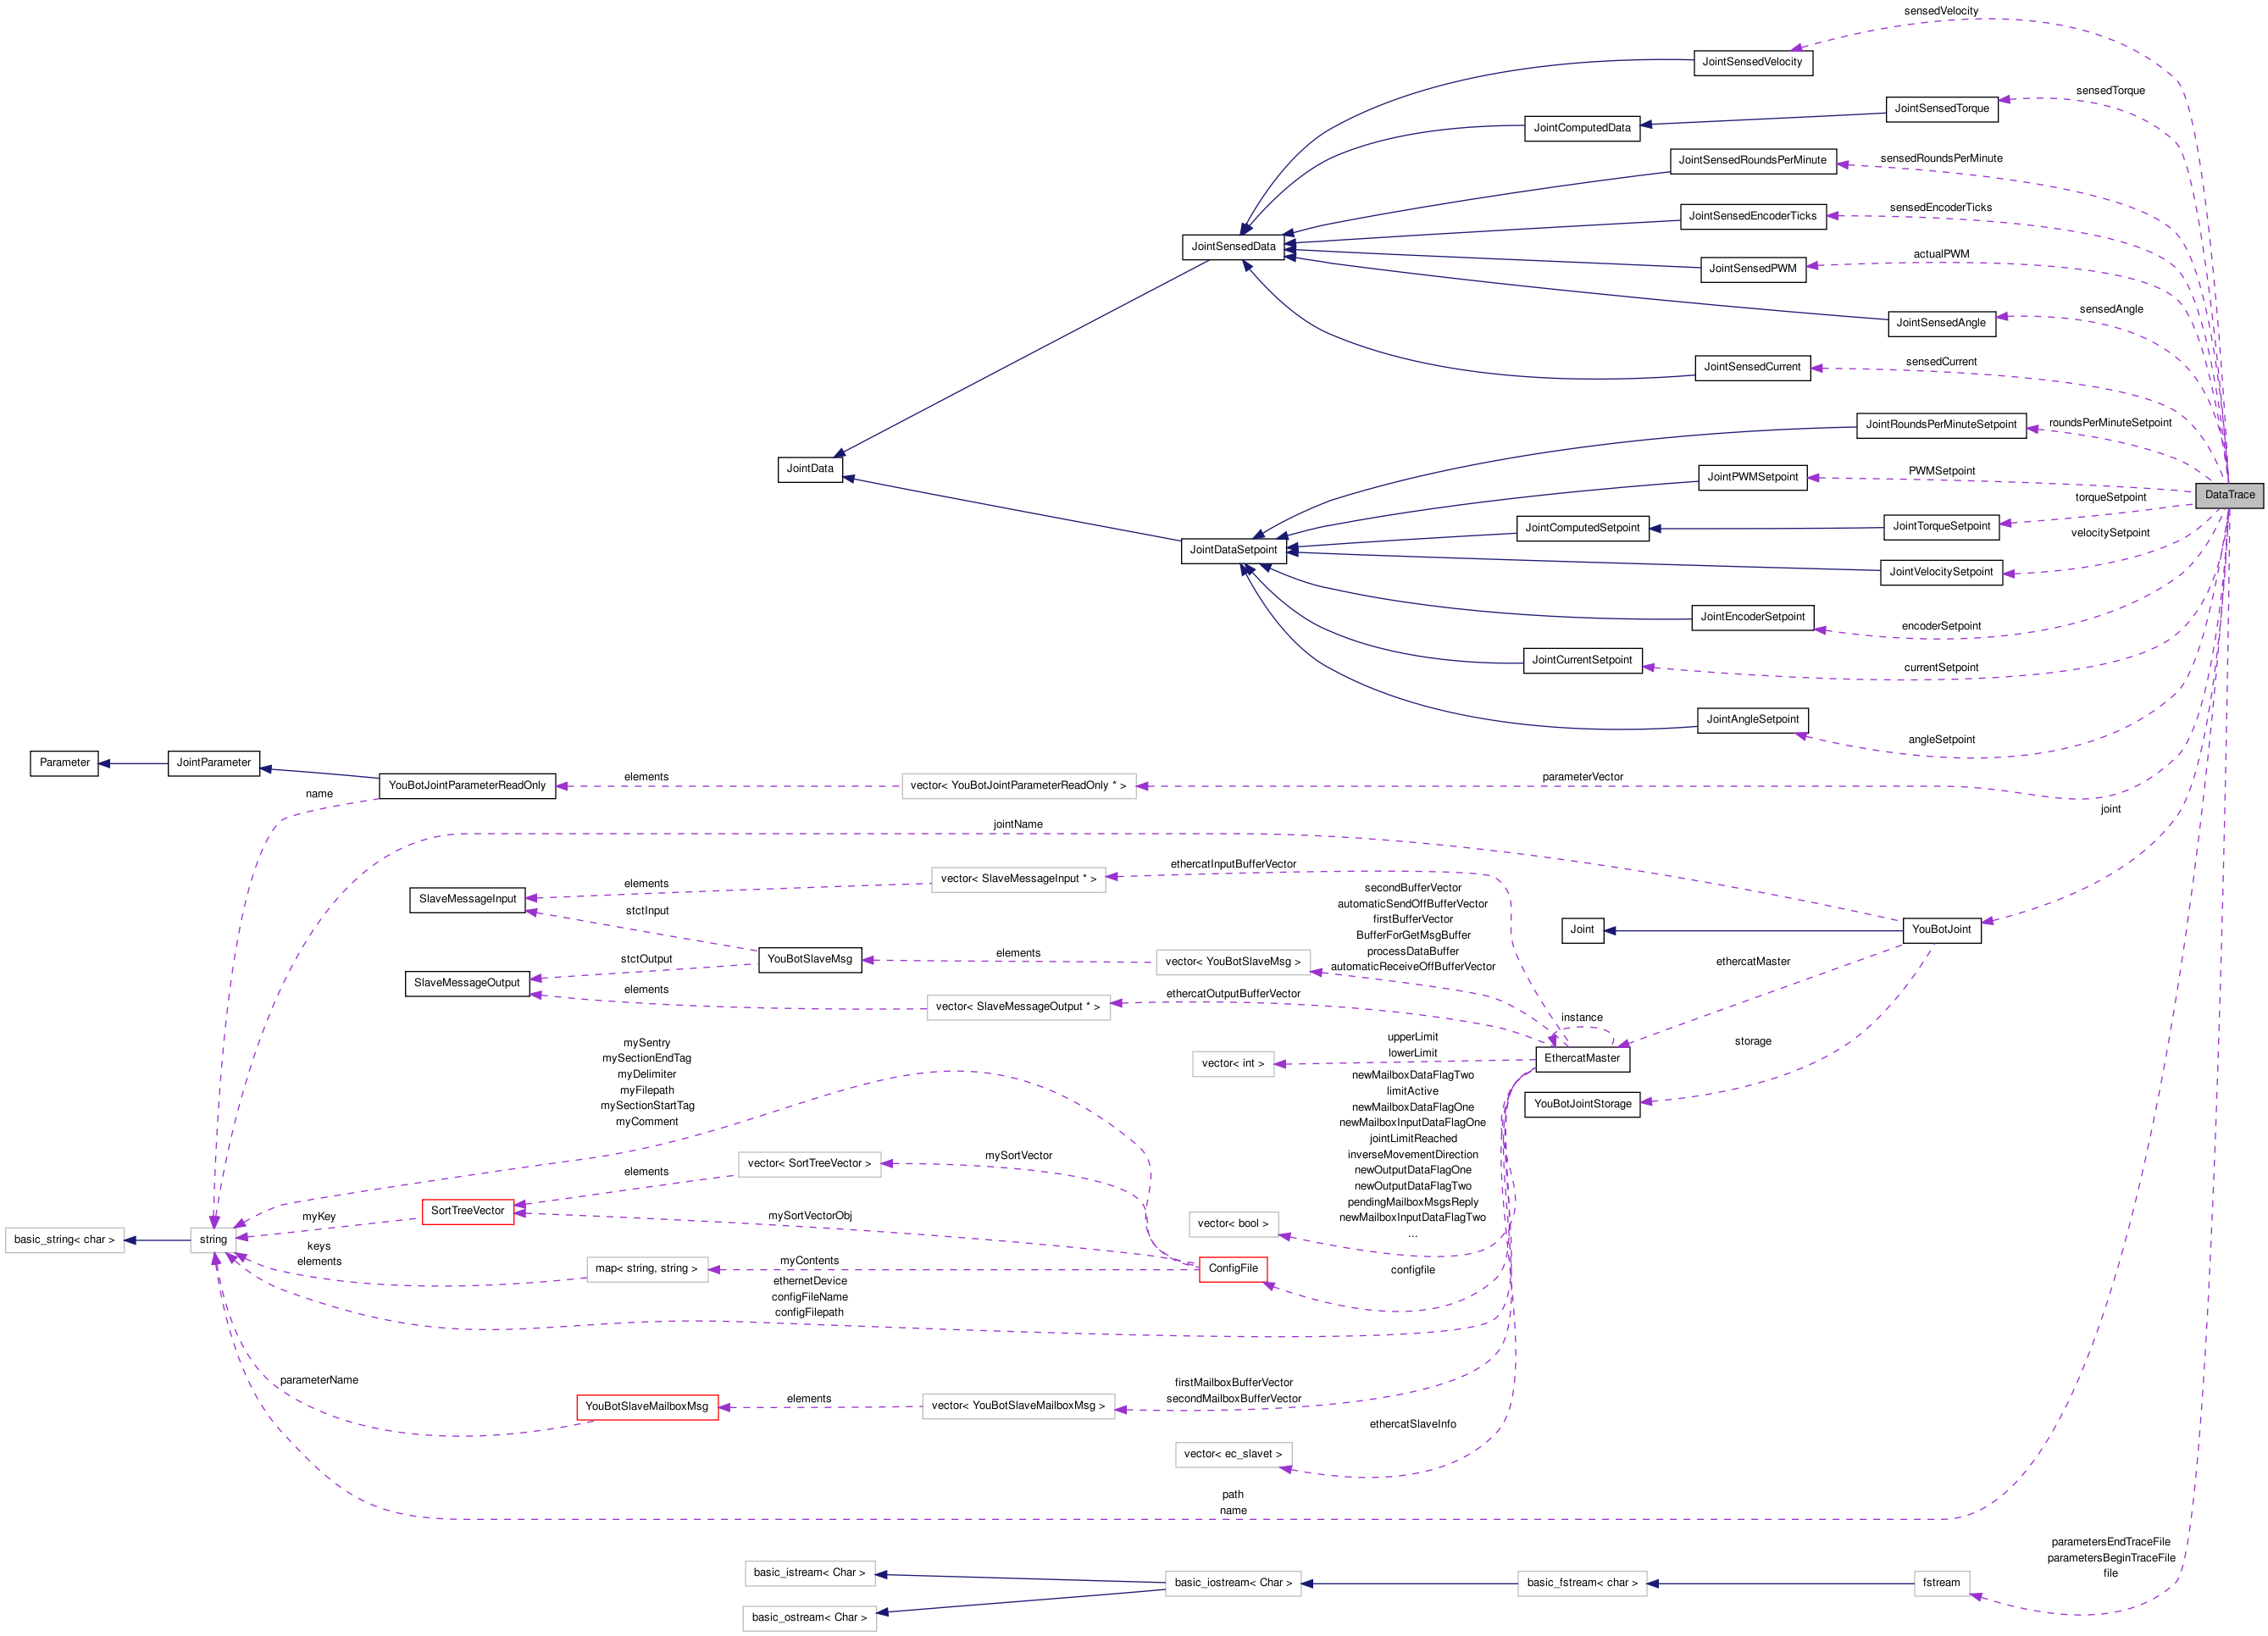 sensedVelocity
JointSensedVelocity
sensedTorque
JointSensedTorque
JointComputedData
JointSensedRoundsPerMinute
sensedRoundsPerMinute
JointSensedEncoderTicks
sensedEncoderTicks
JointSensedData
JointSensedPWM
actualPWM
JointSensedAngle
sensedAngle
JointSensedCurrent
sensedCurrent
JointRoundsPerMinuteSetpoint
roundsPerMinuteSetpoint
JointData
JointPWMSetpoint
PWMSetpoint
DataTrace
torqueSetpoint
JointComputedSetpoint
JointTorqueSetpoint
velocitySetpoint
JointDataSetpoint
JointVelocitySetpoint
JointEncoderSetpoint
encoderSetpoint
JointCurrentSetpoint
currentSetpoint
JointAngleSetpoint
angleSetpoint
Parameter
JointParameter
YouBotJointParameterReadOnly
elements
vector< YouBotJointParameterReadOnly * >
parameterVector
name
joint
jointName
ethercatInputBufferVector
vector< SlaveMessageInput * >
elements
SlaveMessageInput
stctInput
secondBufferVector
automaticSendOffBufferVector
firstBufferVector
BufferForGetMsgBuffer
processDataBuffer
automaticReceiveOffBufferVector
Joint
YouBotJoint
YouBotSlaveMsg
elements
vector< YouBotSlaveMsg >
stctOutput
SlaveMessageOutput
elements
vector< SlaveMessageOutput * >
ethercatOutputBufferVector
ethercatMaster
instance
EthercatMaster
storage
YouBotJointStorage
vector< int >
upperLimit
lowerLimit
newMailboxDataFlagTwo
limitActive
newMailboxDataFlagOne
newMailboxInputDataFlagOne
jointLimitReached
inverseMovementDirection
newOutputDataFlagOne
newOutputDataFlagTwo
pendingMailboxMsgsReply
newMailboxInputDataFlagTwo
...
mySentry
mySectionEndTag
myDelimiter
myFilepath
mySectionStartTag
myComment
vector< SortTreeVector >
mySortVector
elements
SortTreeVector
mySortVectorObj
myKey
vector< bool >
basic_string< char >
string
keys
elements
map< string, string >
myContents
ConfigFile
configfile
ethernetDevice
configFileName
configFilepath
parameterName
YouBotSlaveMailboxMsg
elements
vector< YouBotSlaveMailboxMsg >
firstMailboxBufferVector
secondMailboxBufferVector
vector< ec_slavet >
ethercatSlaveInfo
path
name
parametersEndTraceFile
parametersBeginTraceFile
file
basic_istream< Char >
basic_iostream< Char >
basic_fstream< char >
fstream
basic_ostream< Char >